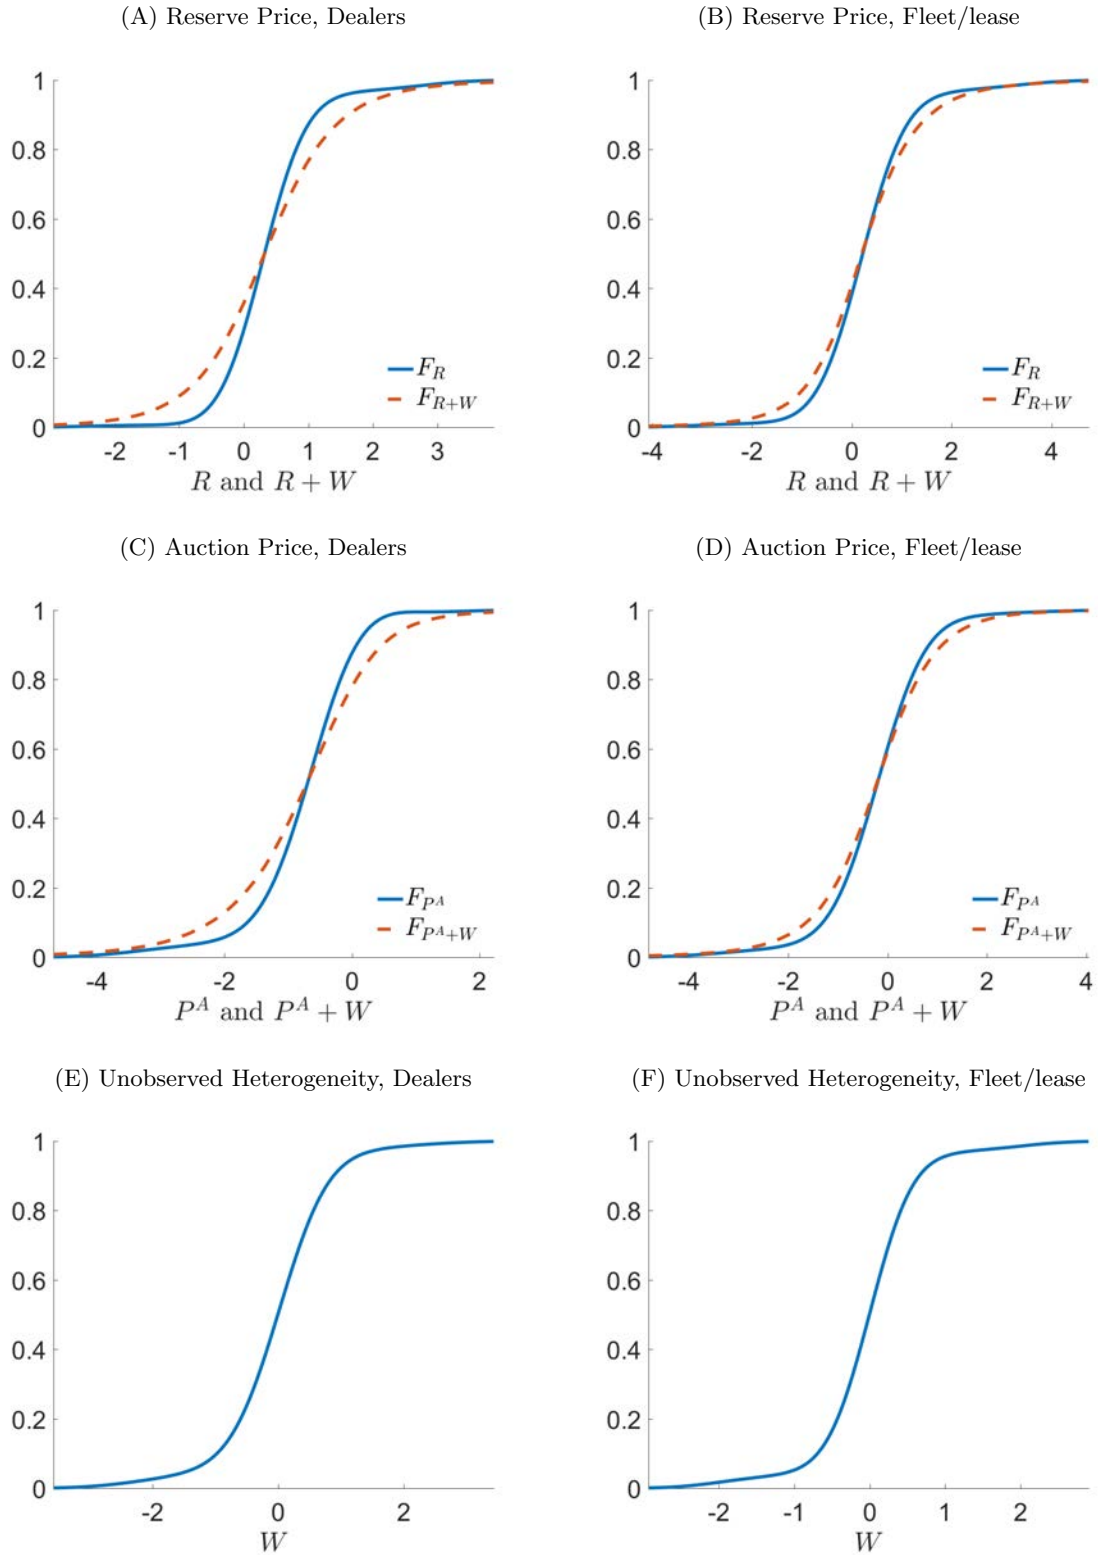 (A) Reserve Price, Dealers
1
0.8
0.6
0.4
0.2
0
-2 -1 0 1 2 3
F_R
F_{R+W}
R and R + W
(B) Reserve Price, Fleet/lease
1
0.8
0.6
0.4
0.2
0
-4 -2 0 2 4
F_R
F_{R+W}
R and R + W
(C) Auction Price, Dealers
1
0.8
0.6
0.4
0.2
0
-4 -2 0 2
F_{P^A}
F_{P^A+W}
P^A and P^A + W
(D) Auction Price, Fleet/lease
1
0.8
0.6
0.4
0.2
0
-4 -2 0 2 4
F_{P^A}
F_{P^A+W}
P^A and P^A + W
(E) Unobserved Heterogeneity, Dealers
1
0.8
0.6
0.4
0.2
0
-2 0 2
W
(F) Unobserved Heterogeneity, Fleet/lease
1
0.8
0.6
0.4
0.2
0
-2 -1 0 1 2
W